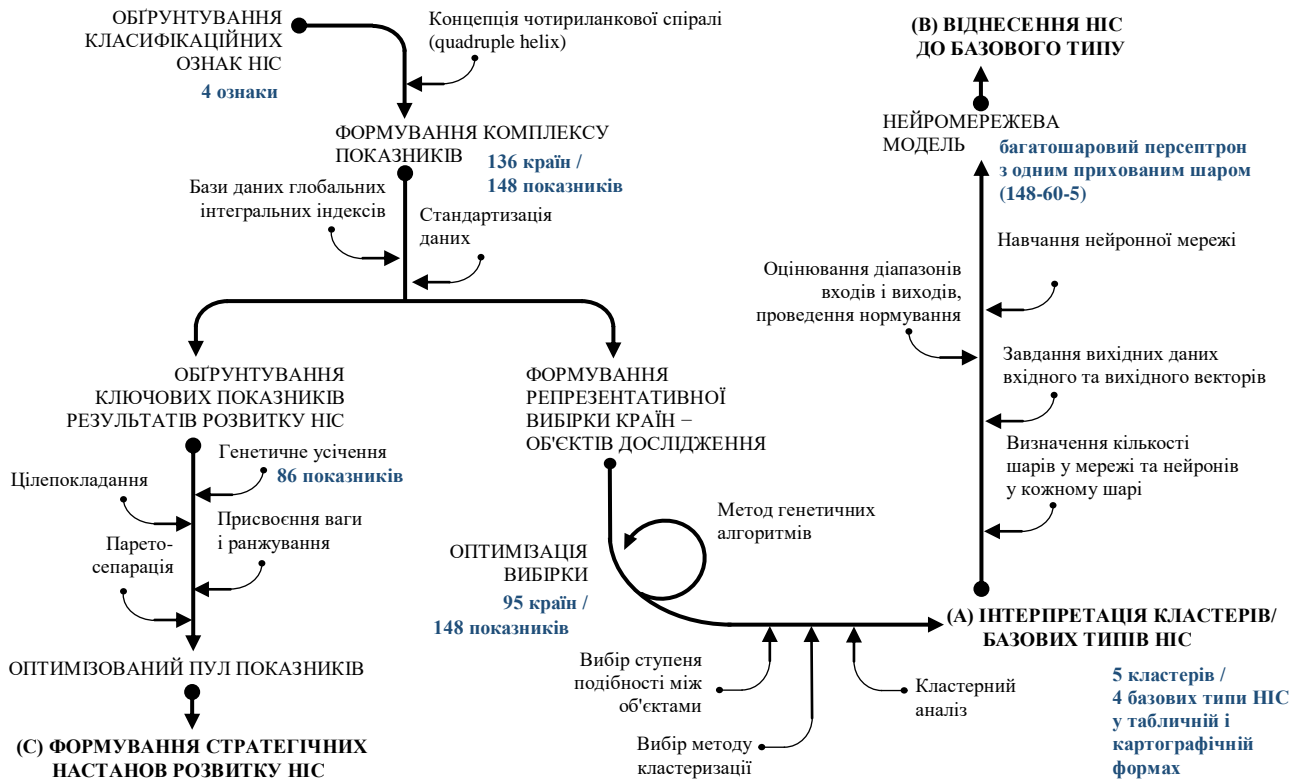 ОБҐРУНТУВАННЯ
КЛАСИФІКАЦІЙНИХ
ОЗНАК НІС
4 ознаки
Концепція чотириланкової спіралі
(quadruple helix)
ФОРМУВАННЯ КОМПЛЕКСУ
ПОКАЗНИКІВ
136 країн /
148 показників
Бази даних глобальних
інтегральних індексів
Стандартизація
даних
ОБҐРУНТУВАННЯ
КЛЮЧОВИХ ПОКАЗНИКІВ
РЕЗУЛЬТАТІВ РОЗВИТКУ НІС
Генетичне усічення
86 показників
Цілепокладання
Присвоєння ваги
і ранжування
Парето-
сепарація
ОПТИМІЗОВАНИЙ ПУЛ ПОКАЗНИКІВ
(С) ФОРМУВАННЯ СТРАТЕГІЧНИХ
НАСТАНОВ РОЗВИТКУ НІС
ФОРМУВАННЯ
РЕПРЕЗЕНТАТИВНОЇ
ВИБІРКИ КРАЇН −
ОБ'ЄКТІВ ДОСЛІДЖЕННЯ
Метод генетичних
алгоритмів
ОПТИМІЗАЦІЯ
ВИБІРКИ
95 країн /
148 показників
Вибір ступеня
подібності між
об'єктами
Вибір методу
кластеризації
Кластерний
аналіз
(А) ІНТЕРПРЕТАЦІЯ КЛАСТЕРІВ/
БАЗОВИХ ТИПІВ НІС
5 кластерів /
4 базових типи НІС
у табличній і
картографічній
формах
Визначення кількості
шарів у мережі та нейронів
у кожному шарі
Завдання вихідних даних
вхідного та вихідного векторів
Оцінювання діапазонів
входів і виходів,
проведення нормування
Навчання нейронної мережі
НЕЙРОМЕРЕЖЕВА
МОДЕЛЬ
багатошаровий персептрон
з одним прихованим шаром
(148-60-5)
(В) ВІДНЕСЕННЯ НІС
ДО БАЗОВОГО ТИПУ